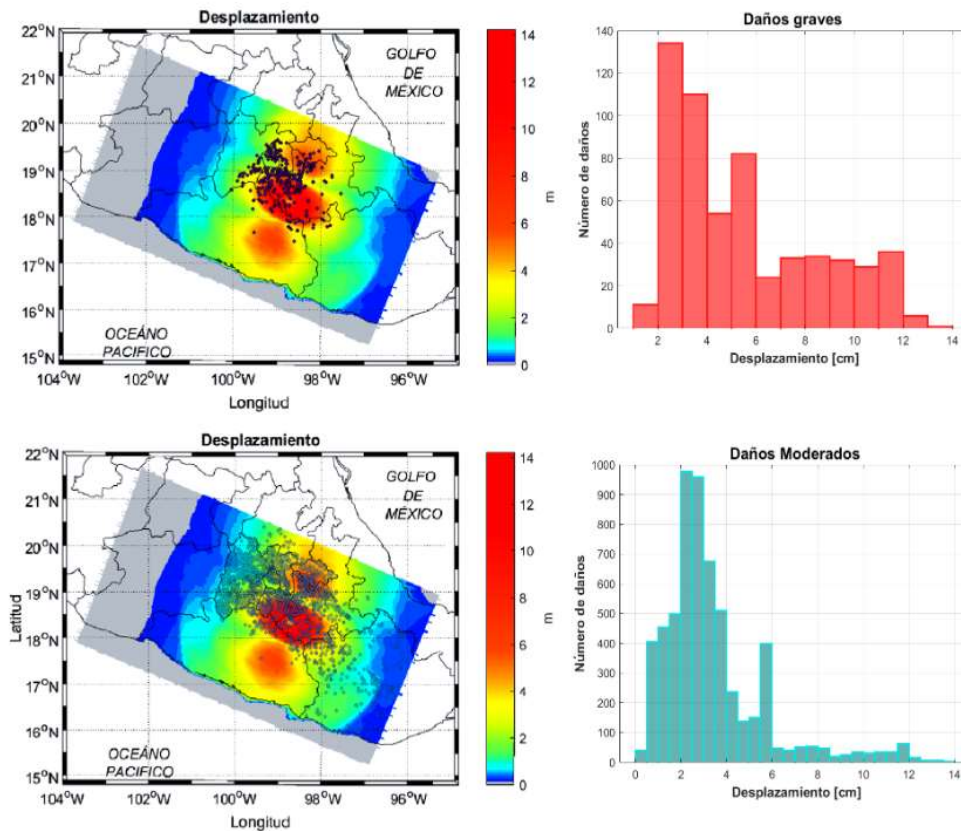 Desplazamiento
22°N
21°N
20°N
19°N
18°N
17°N
16°N
15°N
GOLFO
DE
MÉXICO
OCEÁNO
PACIFICO
104°W
102°W
100°W
98°W
96°W
Longitud
14
12
10
8
6
4
2
0
m
Daños graves
140
120
100
80
60
40
20
0
Número de daños
2
4
6
8
10
12
14
Desplazamiento [cm]
Desplazamiento
22°N
21°N
20°N
19°N
18°N
17°N
16°N
15°N
Latitud
GOLFO
DE
MÉXICO
OCEÁNO
PACIFICO
104°W
102°W
100°W
98°W
96°W
Longitud
14
12
10
8
6
4
2
0
m
Daños Moderados
1000
900
800
700
600
500
400
300
200
100
0
Número de daños
0
2
4
6
8
10
12
14
Desplazamiento [cm]